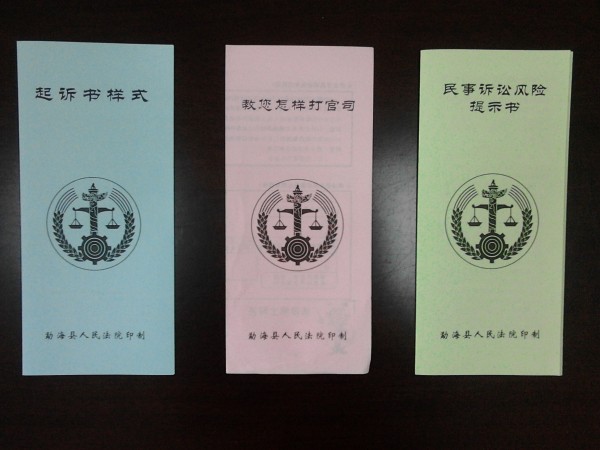 起诉书样式
勐海县人民法院印制
教您怎样打官司
勐海县人民法院印制
民事诉讼风险
提示书
勐海县人民法院印制